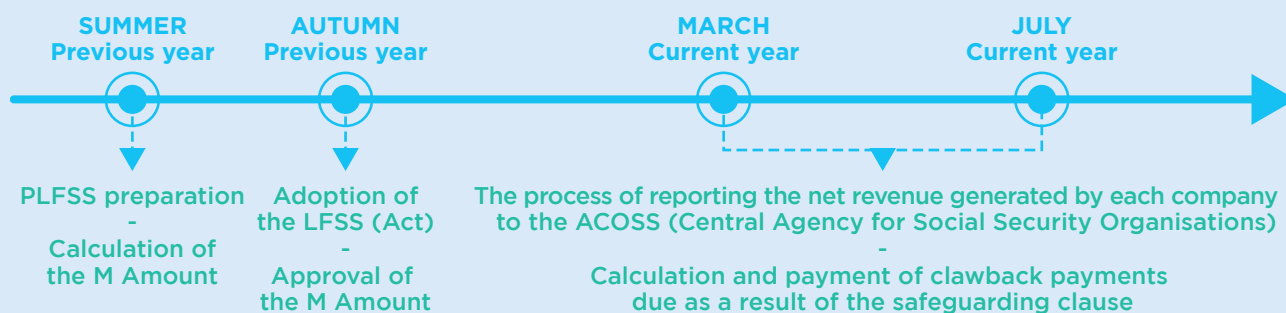 SUMMER
Previous year
AUTUMN
Previous year
MARCH
Current year
JULY
Current year
PLFSS preparation
-
Calculation of
the M Amount
Adoption of
the LFSS (Act)
-
Approval of
the M Amount
The process of reporting the net revenue generated by each company
to the ACOSS (Central Agency for Social Security Organisations)
-
Calculation and payment of clawback payments
due as a result of the safeguarding clause